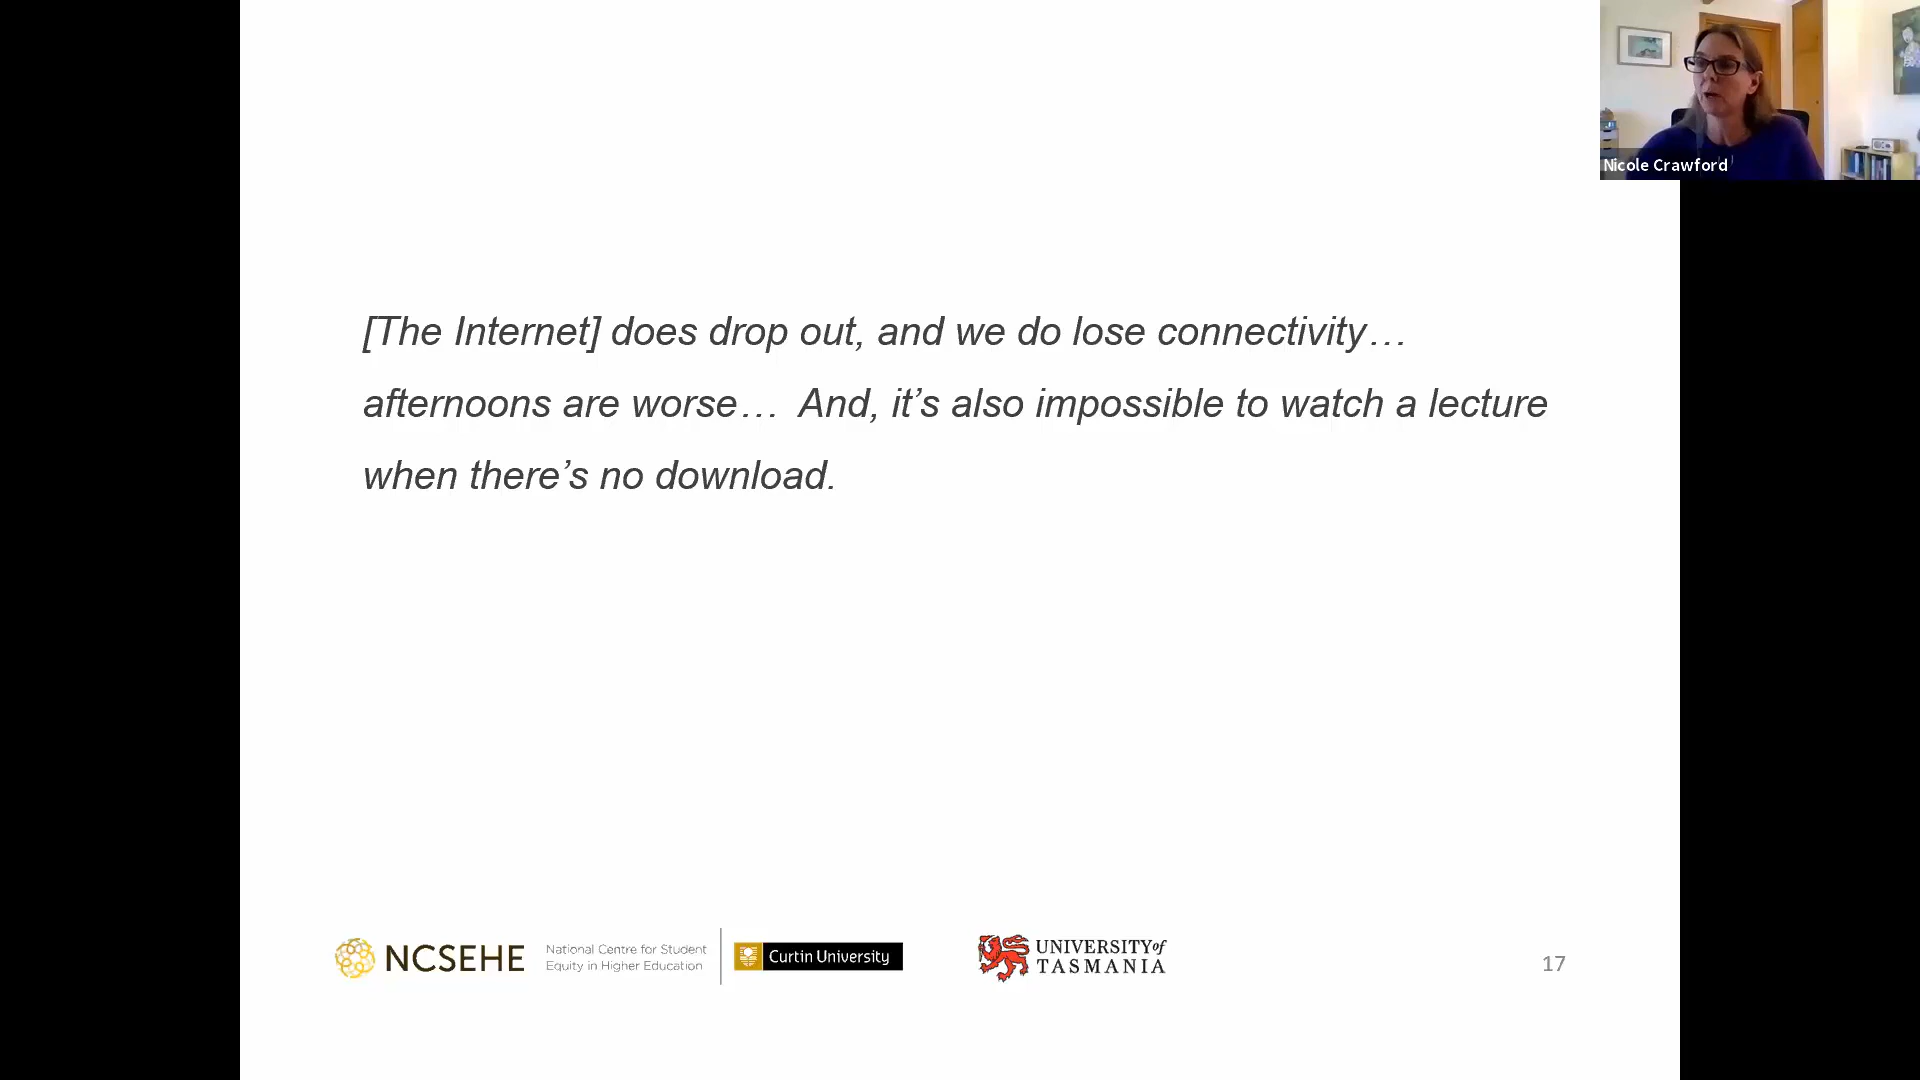 Nicole Crawford
[The Internet] does drop out, and we do lose connectivity…
afternoons are worse…  And, it’s also impossible to watch a lecture
when there’s no download.
NCSEHE
National Centre for Student
Equity in Higher Education
Curtin University
UNIVERSITY of
TASMANIA
17